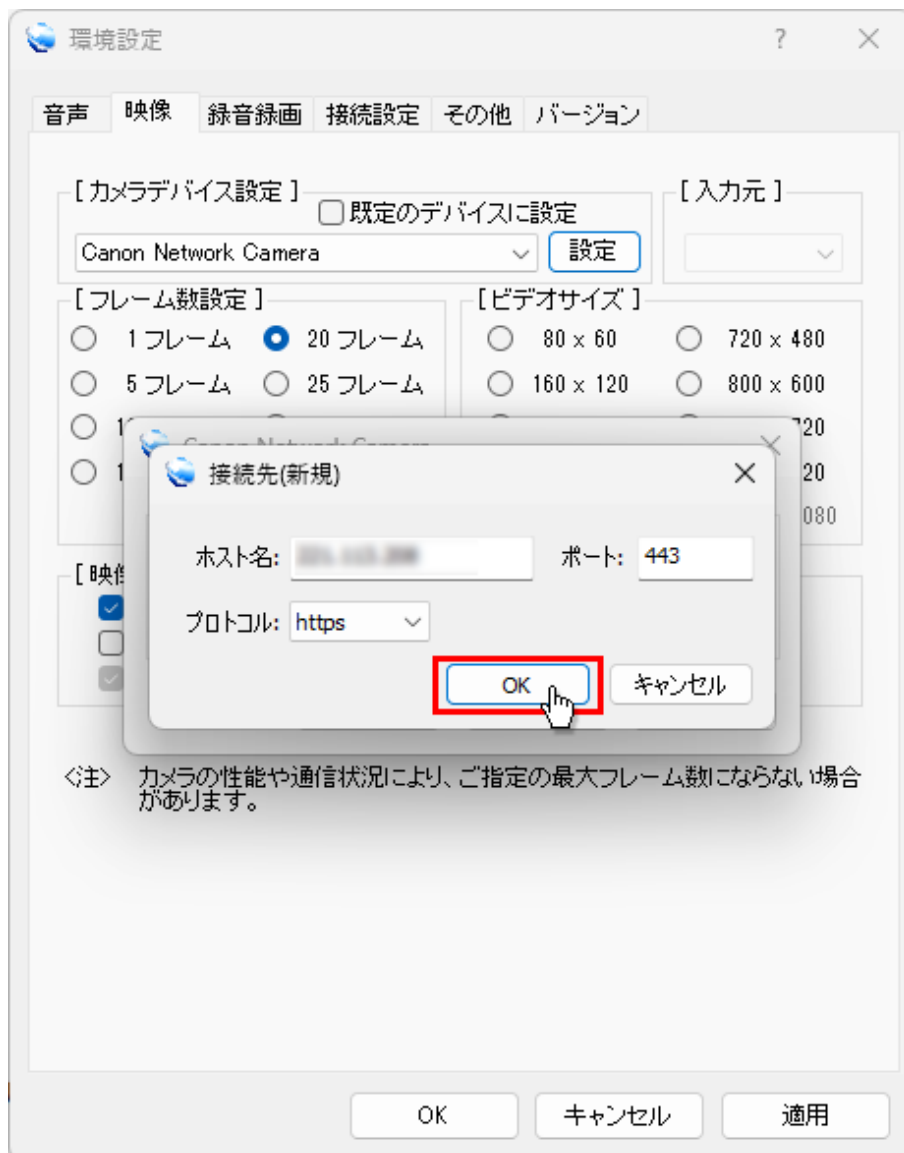 環境設定
音声 映像 録音録画 接続設定 その他 バージョン
[ カメラデバイス設定 ] [ 入力元 ]
既定のデバイスに設定
Canon Network Camera 設定
[ フレーム数設定 ] [ ビデオサイズ ]
1 フレーム 20 フレーム 80 x 60 720 x 480
5 フレーム 25 フレーム 160 x 120 800 x 600
Canon Network Camera
接続先(新規)
ホスト名: ポート: 443
プロトコル: https
OK キャンセル
<注> カメラの性能や通信状況により、ご指定の最大フレーム数にならない場合
があります。
OK キャンセル 適用